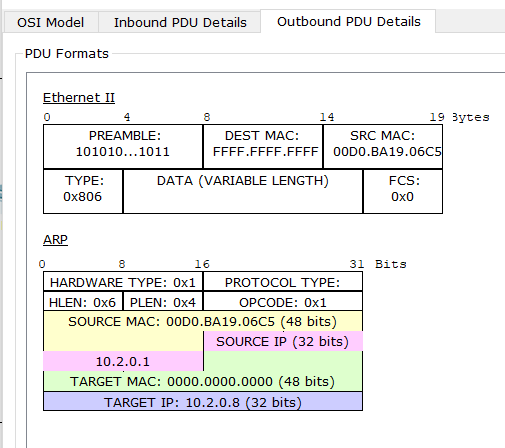 OSI Model Inbound PDU Details Outbound PDU Details
PDU Formats
Ethernet II
0 4 8 14 19 Bytes
PREAMBLE: DEST MAC: SRC MAC:
101010...1011 FFFF.FFFF.FFFF 00D0.BA19.06C5
TYPE: DATA (VARIABLE LENGTH) FCS:
0x806 0x0
ARP
0 8 16 31 Bits
HARDWARE TYPE: 0x1 PROTOCOL TYPE:
HLEN: 0x6 PLEN: 0x4 OPCODE: 0x1
SOURCE MAC: 00D0.BA19.06C5 (48 bits)
SOURCE IP (32 bits)
10.2.0.1
TARGET MAC: 0000.0000.0000 (48 bits)
TARGET IP: 10.2.0.8 (32 bits)